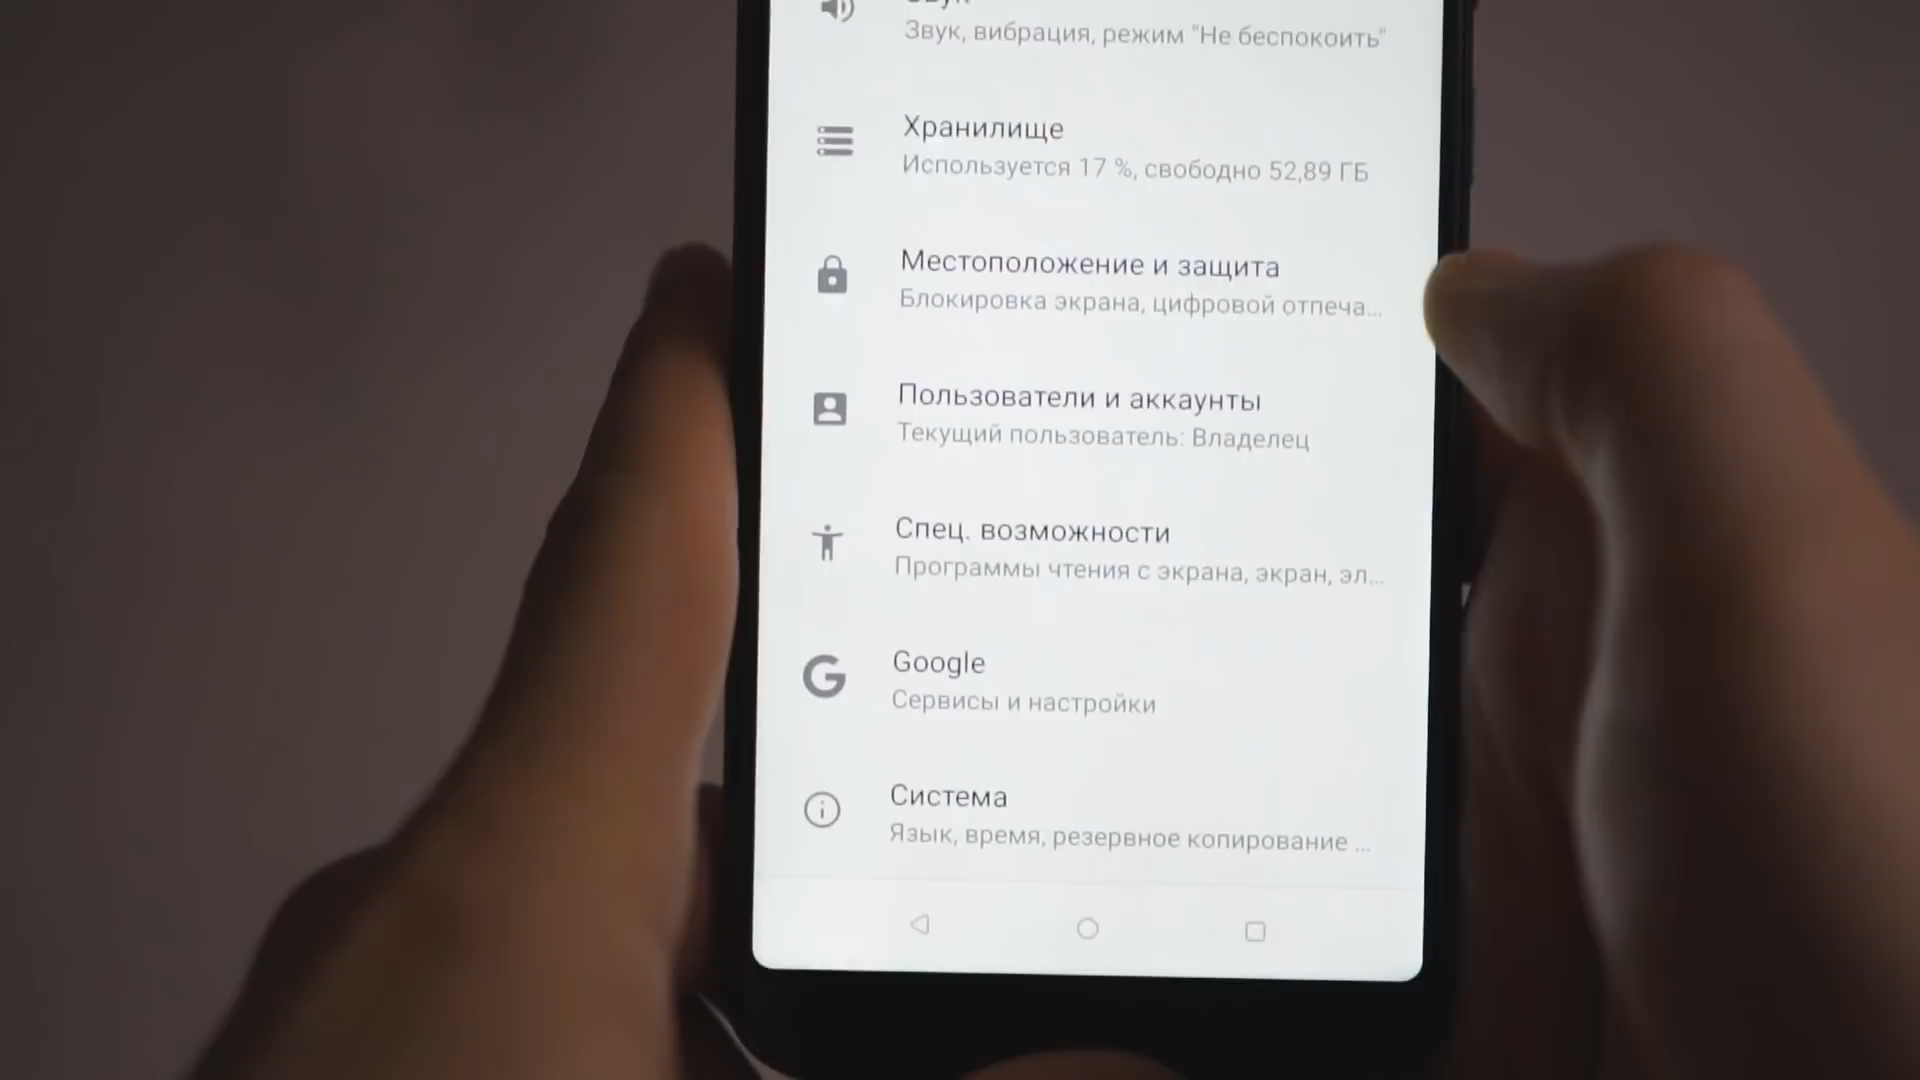 Звук
Звук, вибрация, режим "Не беспокоить"
Хранилище
Используется 17 %, свободно 52,89 ГБ
Местоположение и защита
Блокировка экрана, цифровой отпеча...
Пользователи и аккаунты
Текущий пользователь: Владелец
Спец. возможности
Программы чтения с экрана, экран, эл...
Google
Сервисы и настройки
Система
Язык, время, резервное копирование ...